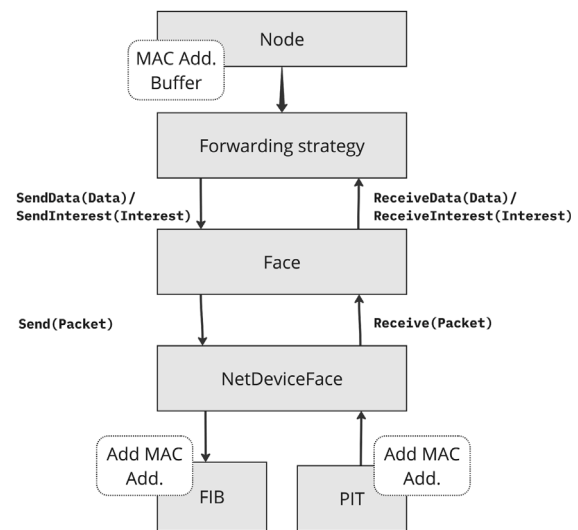 Node
MAC Add.
Buffer
Forwarding strategy
SendData(Data)/
SendInterest(Interest)
ReceiveData(Data)/
ReceiveInterest(Interest)
Face
Send(Packet)
Receive(Packet)
NetDeviceFace
Add MAC
Add.
Add MAC
Add.
FIB
PIT